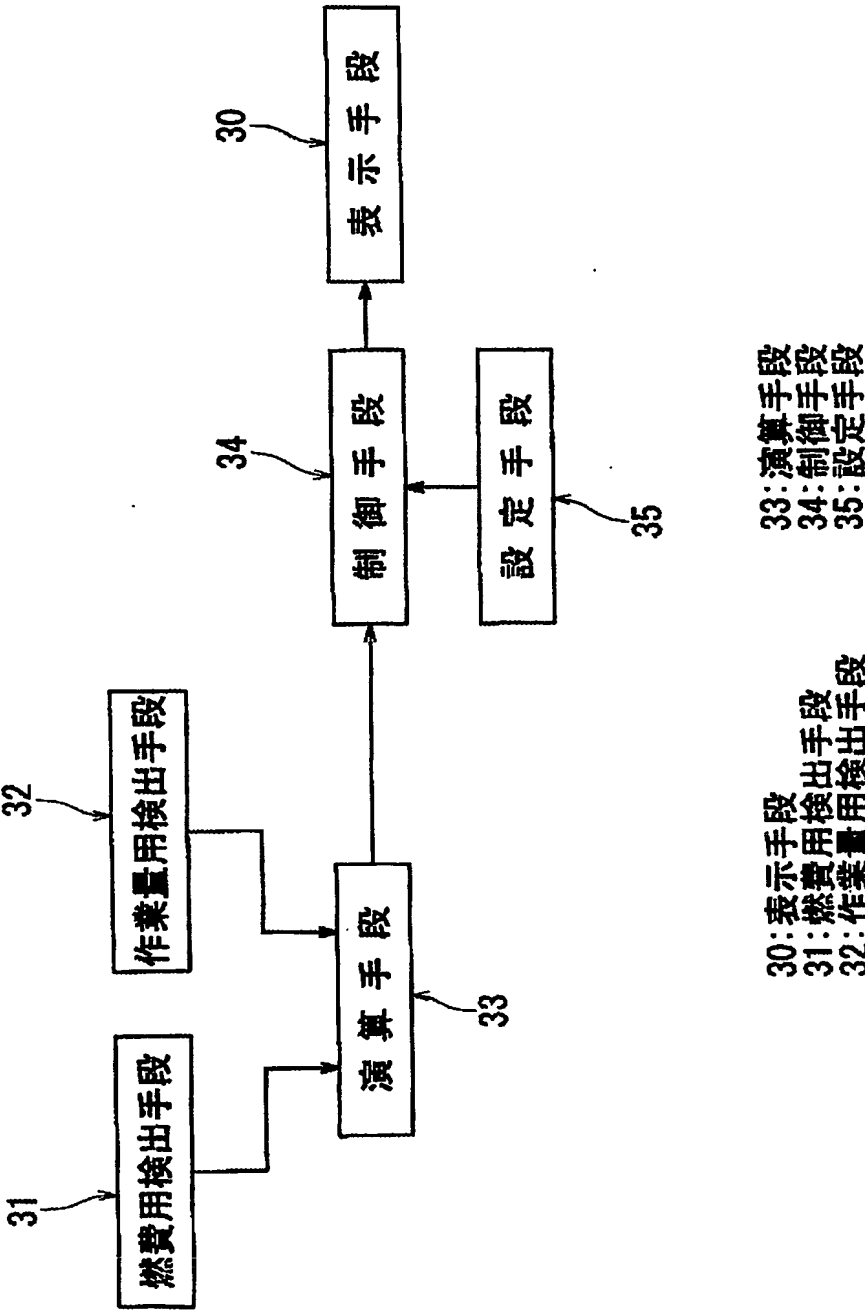 31
燃費用検出手段
32
作業量用検出手段
演算手段
33
34
制御手段
設定手段
35
30
表示手段
30:表示手段
31:燃費用検出手段
32:作業量用検出手段
33:演算手段
34:制御手段
35:設定手段